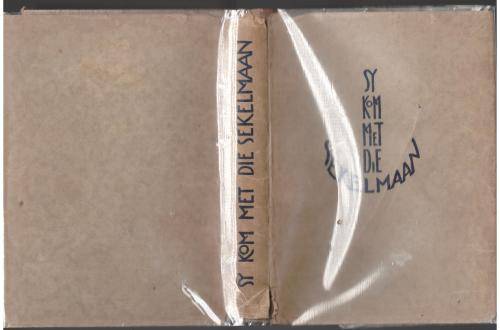 SY KOM MET DIE SEKELMAAN
SY
KOM
MET
DIE
SEKELMAAN